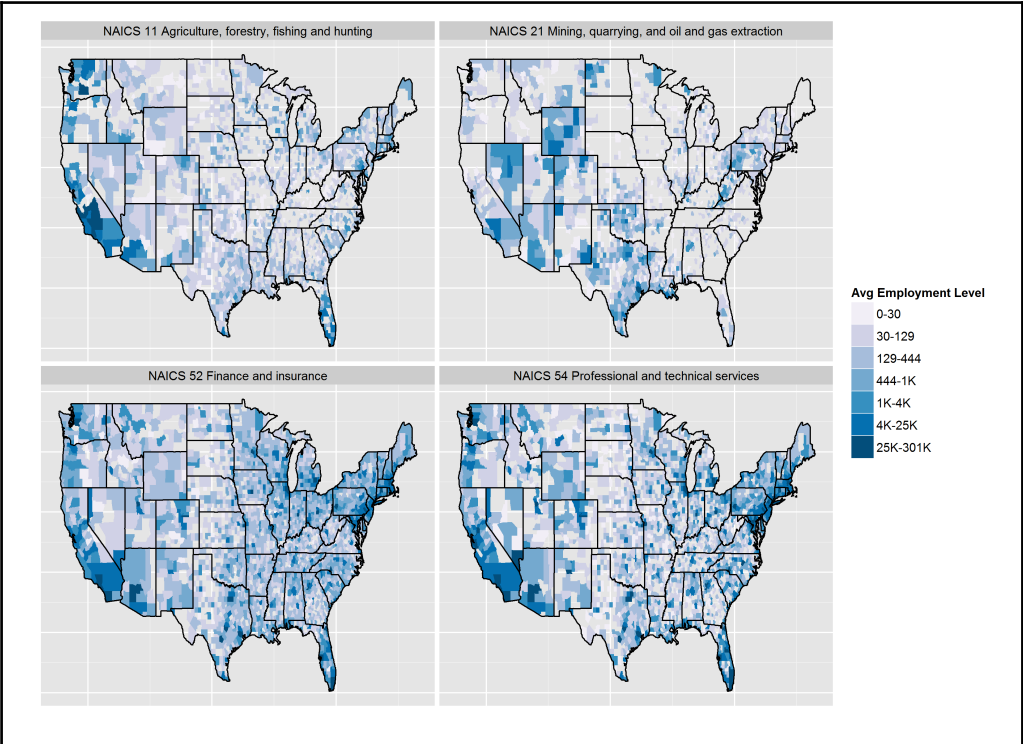 NAICS 11 Agriculture, forestry, fishing and hunting
NAICS 21 Mining, quarrying, and oil and gas extraction
NAICS 52 Finance and insurance
NAICS 54 Professional and technical services
Avg Employment Level
0-30
30-129
129-444
444-1K
1K-4K
4K-25K
25K-301K